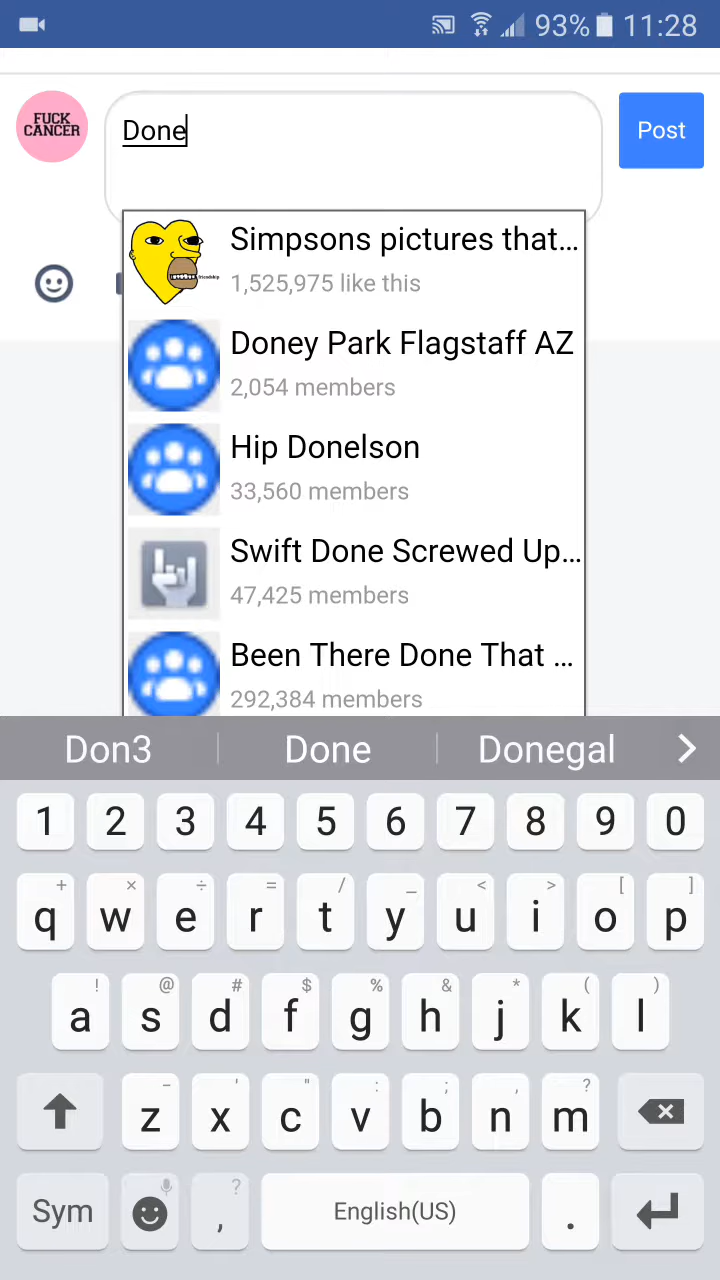 93% 11:28
FUCK
CANCER
Done
Post
Simpsons pictures that...
1,525,975 like this
Doney Park Flagstaff AZ
2,054 members
Hip Donelson
33,560 members
Swift Done Screwed Up...
47,425 members
Been There Done That ...
292,384 members
Don3 Done Donegal
1 2 3 4 5 6 7 8 9 0
+ × ÷ = / _ < > [ ]
q w e r t y u i o p
! @ # $ % & * ( )
a s d f g h j k l
- ' " : ; , ?
z x c v b n m
?
Sym , English(US) .